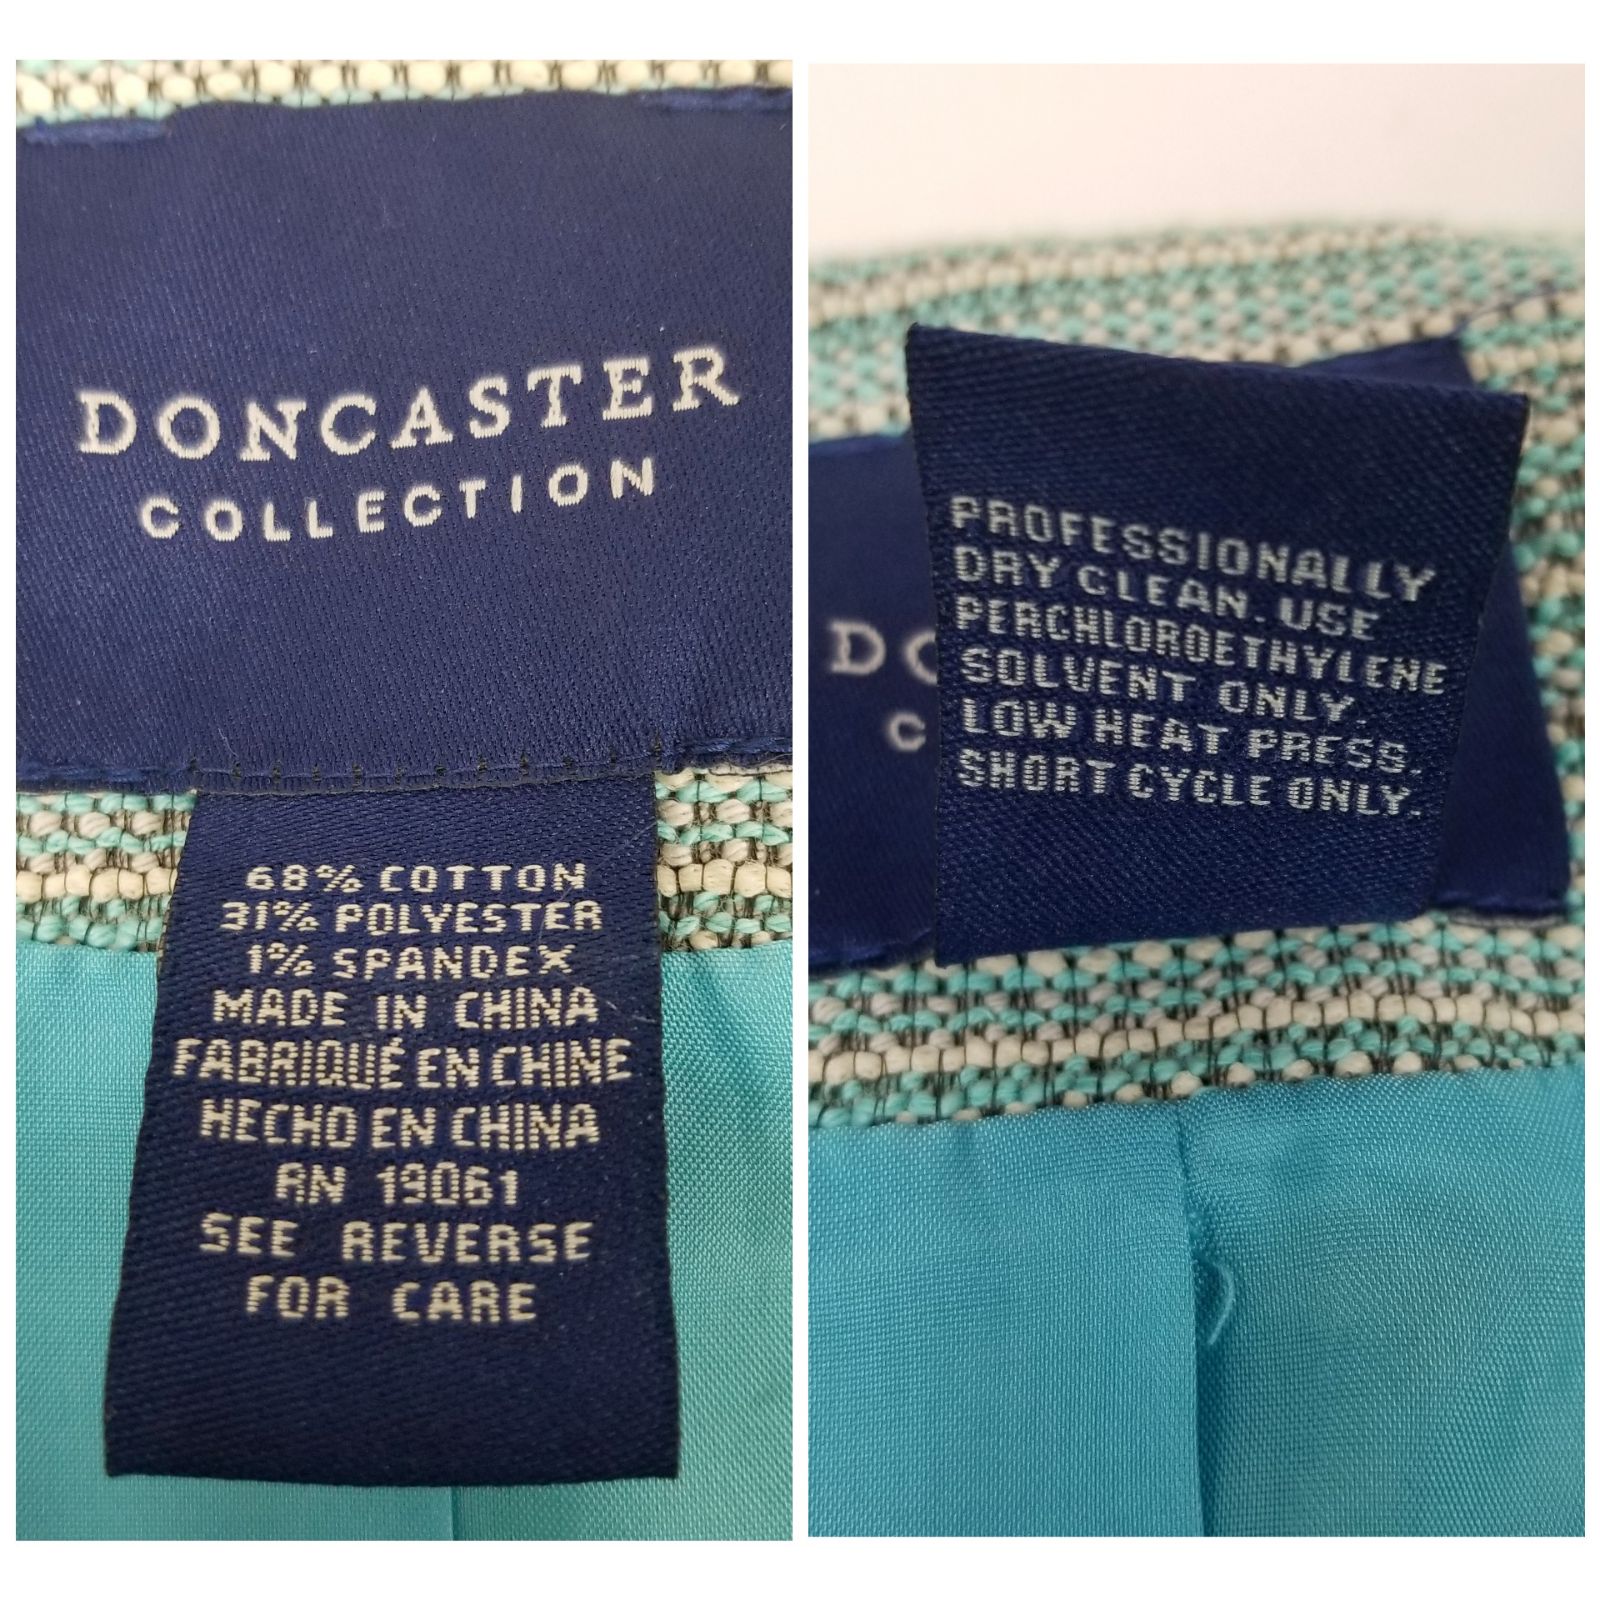 DONCASTER
COLLECTION
68% COTTON
31% POLYESTER
1% SPANDEX
MADE IN CHINA
FABRIQUÉ EN CHINE
HECHO EN CHINA
RN 19061
SEE REVERSE
FOR CARE
DO
C
PROFESSIONALLY
DRY CLEAN. USE
PERCHLOROETHYLENE
SOLVENT ONLY.
LOW HEAT PRESS.
SHORT CYCLE ONLY.